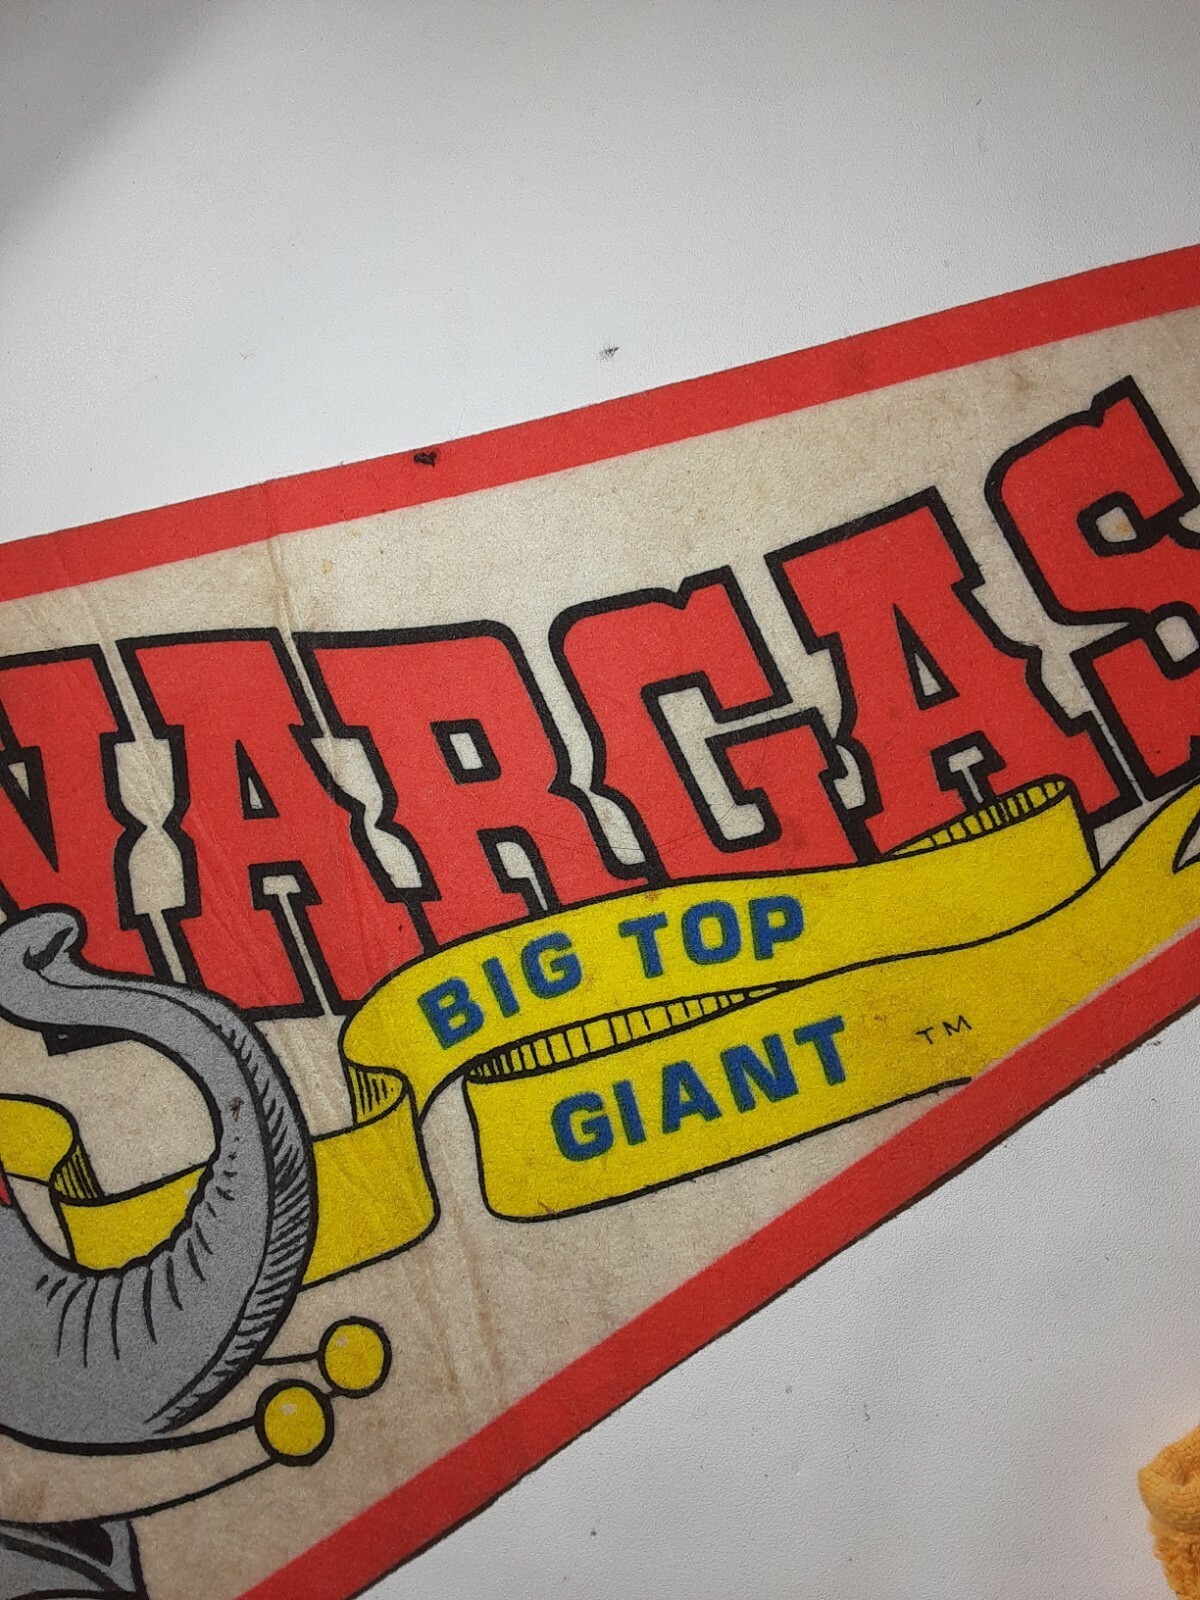 VARGAS
BIG TOP
GIANT ™